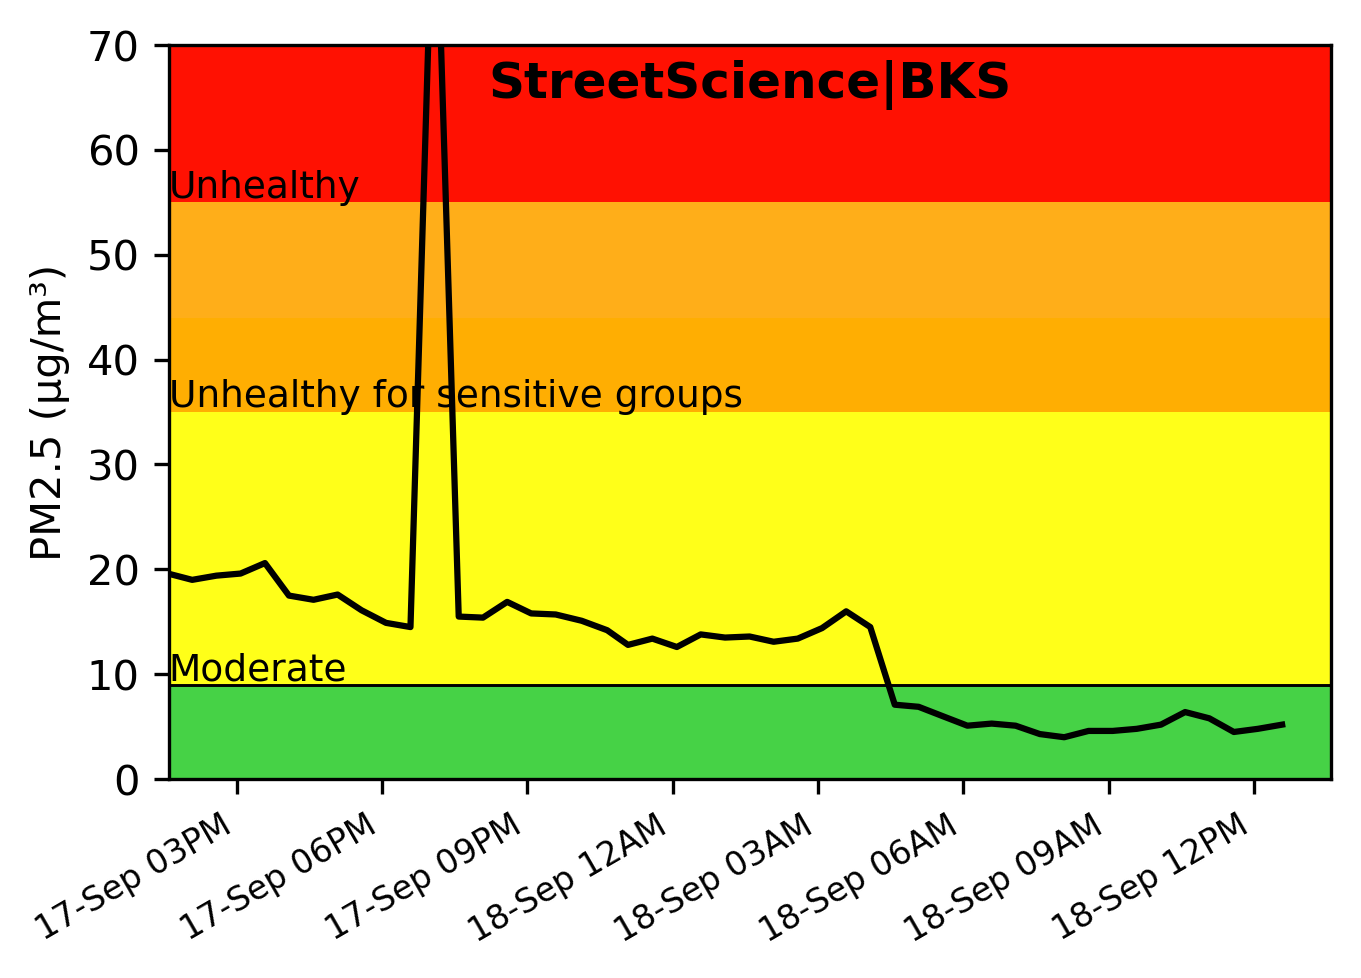 StreetScience|BKS
PM2.5 (µg/m³)
70
60
50
40
30
20
10
0
Unhealthy
Unhealthy for sensitive groups
Moderate
17-Sep 03PM
17-Sep 06PM
17-Sep 09PM
18-Sep 12AM
18-Sep 03AM
18-Sep 06AM
18-Sep 09AM
18-Sep 12PM